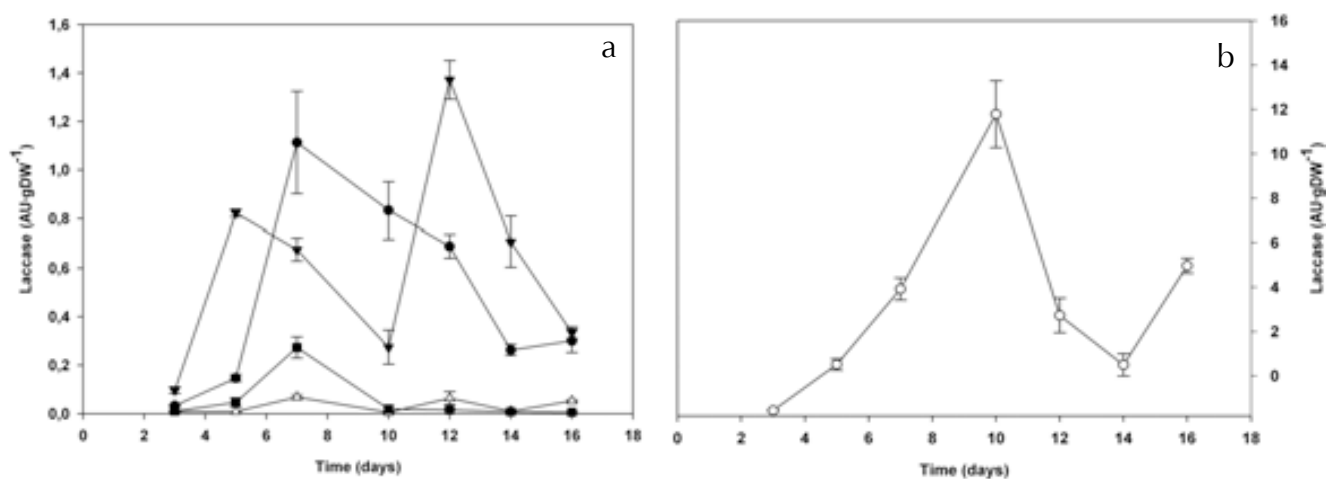 a
1,6
1,4
1,2
1,0
0,8
0,6
0,4
0,2
0,0
Laccase (AU·gDW⁻¹)
0 2 4 6 8 10 12 14 16 18
Time (days)
b
16
14
12
10
8
6
4
2
0
Laccase (AU·gDW⁻¹)
0 2 4 6 8 10 12 14 16 18
Time (days)